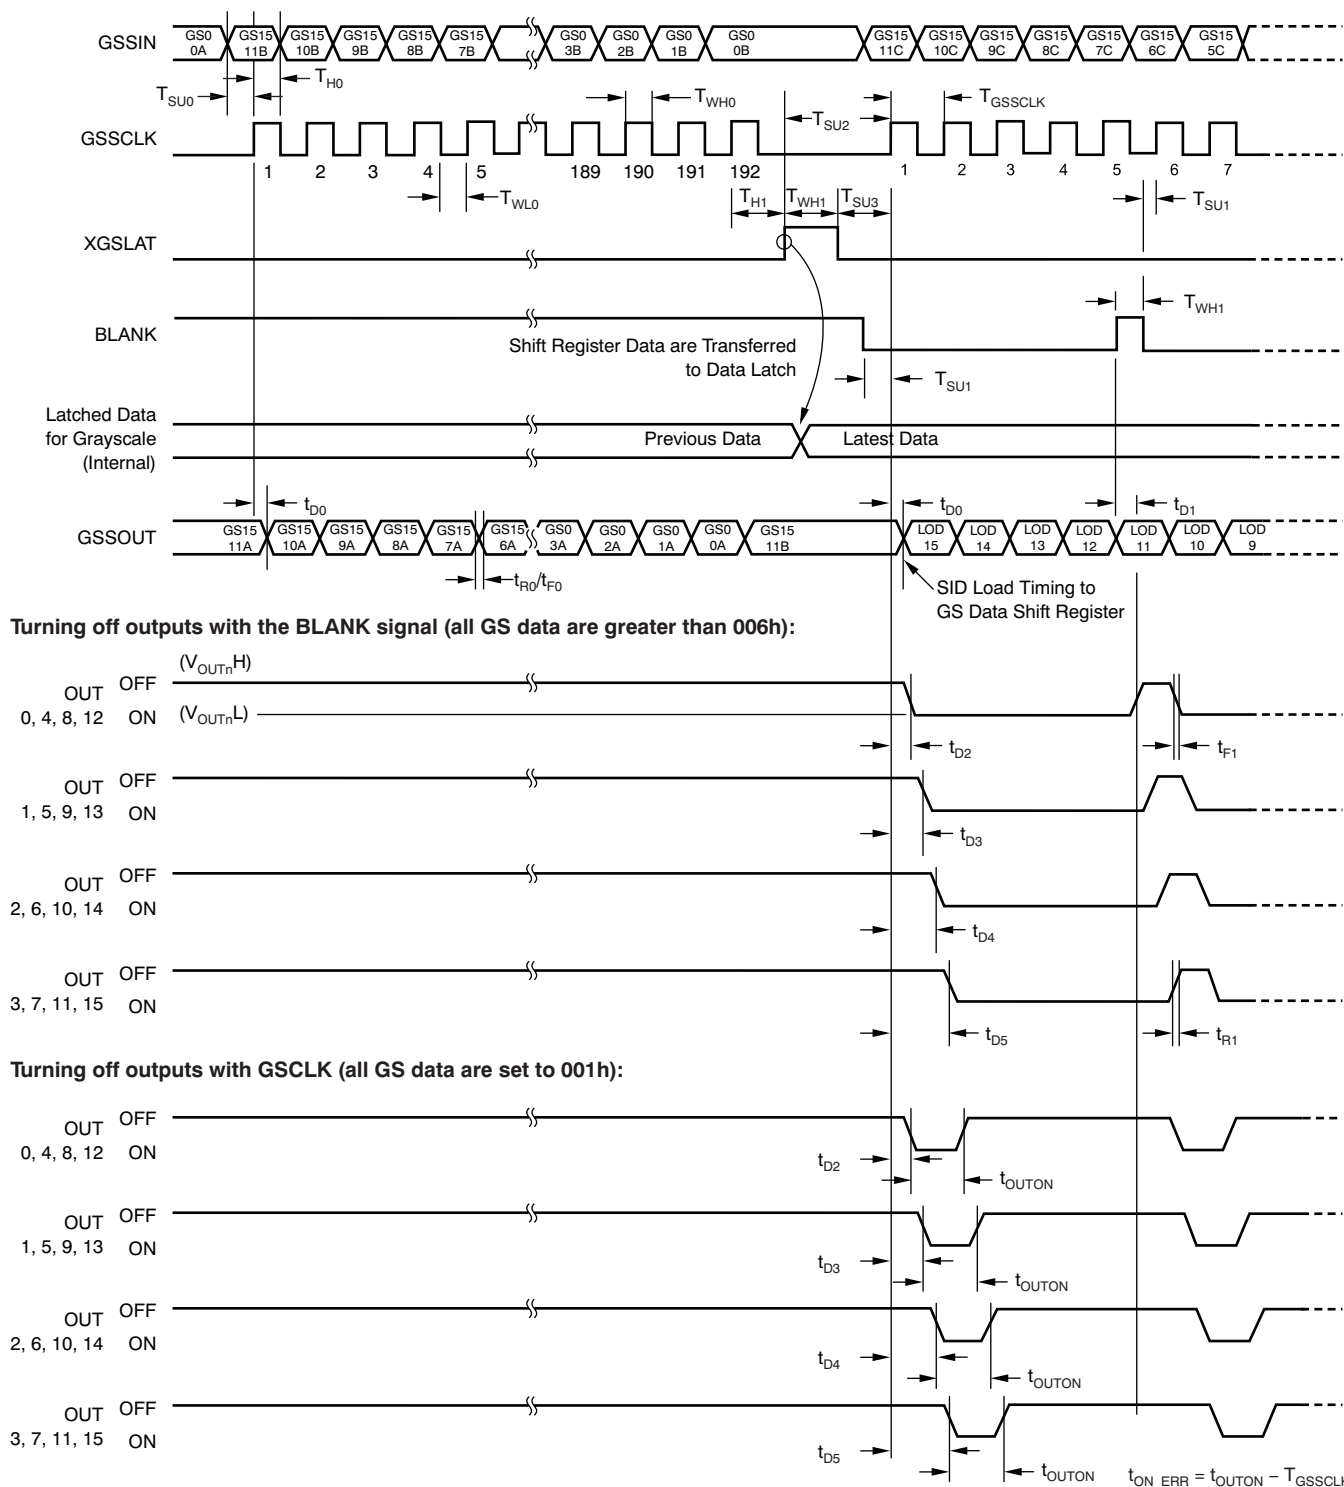 GSSIN
GS0 0A GS15 11B GS15 10B GS15 9B GS15 8B GS15 7B GS0 3B GS0 2B GS0 1B GS0 0B GS15 11C GS15 10C GS15 9C GS15 8C GS15 7C GS15 6C GS15 5C
TSU0 TH0 TWH0 TSU2 TGSSCLK
GSSCLK
1 2 3 4 5 189 190 191 192 1 2 3 4 5 6 7
TWL0 TH1 TWH1 TSU3 TSU1
XGSLAT
TWH1
BLANK
Shift Register Data are Transferred
to Data Latch
TSU1
Latched Data
for Grayscale
(Internal)
Previous Data Latest Data
tD0 tD0 tD1
GSSOUT
GS15 11A GS15 10A GS15 9A GS15 8A GS15 7A GS15 6A GS0 3A GS0 2A GS0 1A GS0 0A GS15 11B LOD 15 LOD 14 LOD 13 LOD 12 LOD 11 LOD 10 LOD 9
tR0/tF0
SID Load Timing to
GS Data Shift Register
Turning off outputs with the BLANK signal (all GS data are greater than 006h):
OUT
0, 4, 8, 12
OFF (VOUTnH)
ON (VOUTnL)
tD2 tF1
OUT
1, 5, 9, 13
OFF
ON
tD3
OUT
2, 6, 10, 14
OFF
ON
tD4
OUT
3, 7, 11, 15
OFF
ON
tD5 tR1
Turning off outputs with GSCLK (all GS data are set to 001h):
OUT
0, 4, 8, 12
OFF
ON
tD2
tOUTON
OUT
1, 5, 9, 13
OFF
ON
tD3
tOUTON
OUT
2, 6, 10, 14
OFF
ON
tD4
tOUTON
OUT
3, 7, 11, 15
OFF
ON
tD5
tOUTON
tON_ERR = tOUTON − TGSSCLK